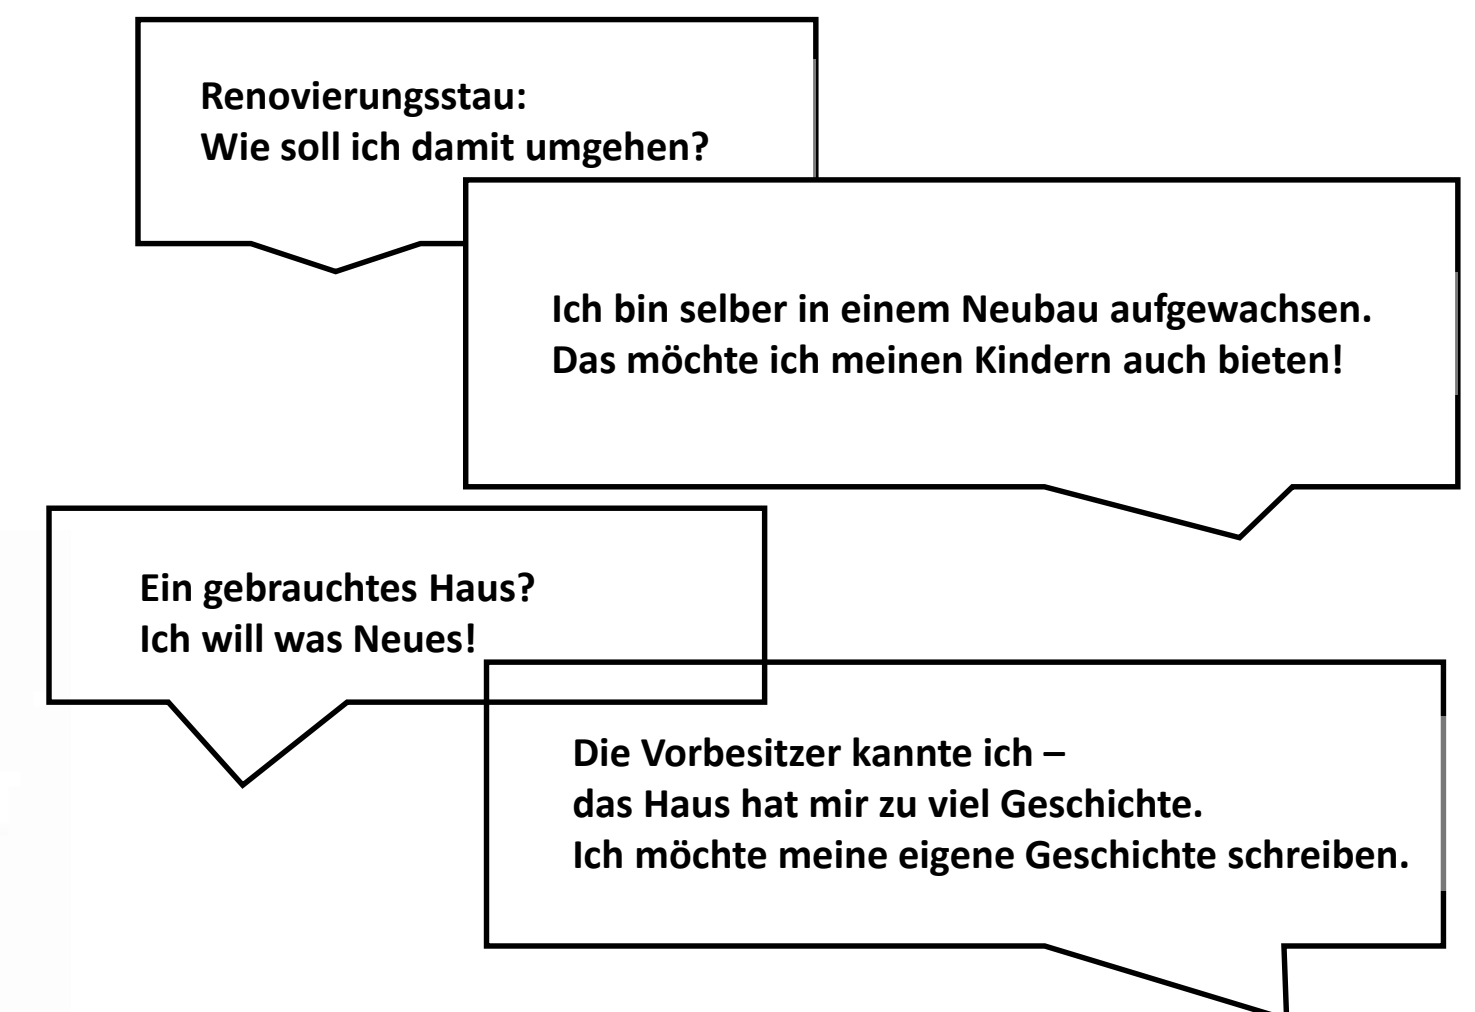 Renovierungsstau:
Wie soll ich damit umgehen?
Ich bin selber in einem Neubau aufgewachsen.
Das möchte ich meinen Kindern auch bieten!
Ein gebrauchtes Haus?
Ich will was Neues!
Die Vorbesitzer kannte ich –
das Haus hat mir zu viel Geschichte.
Ich möchte meine eigene Geschichte schreiben.